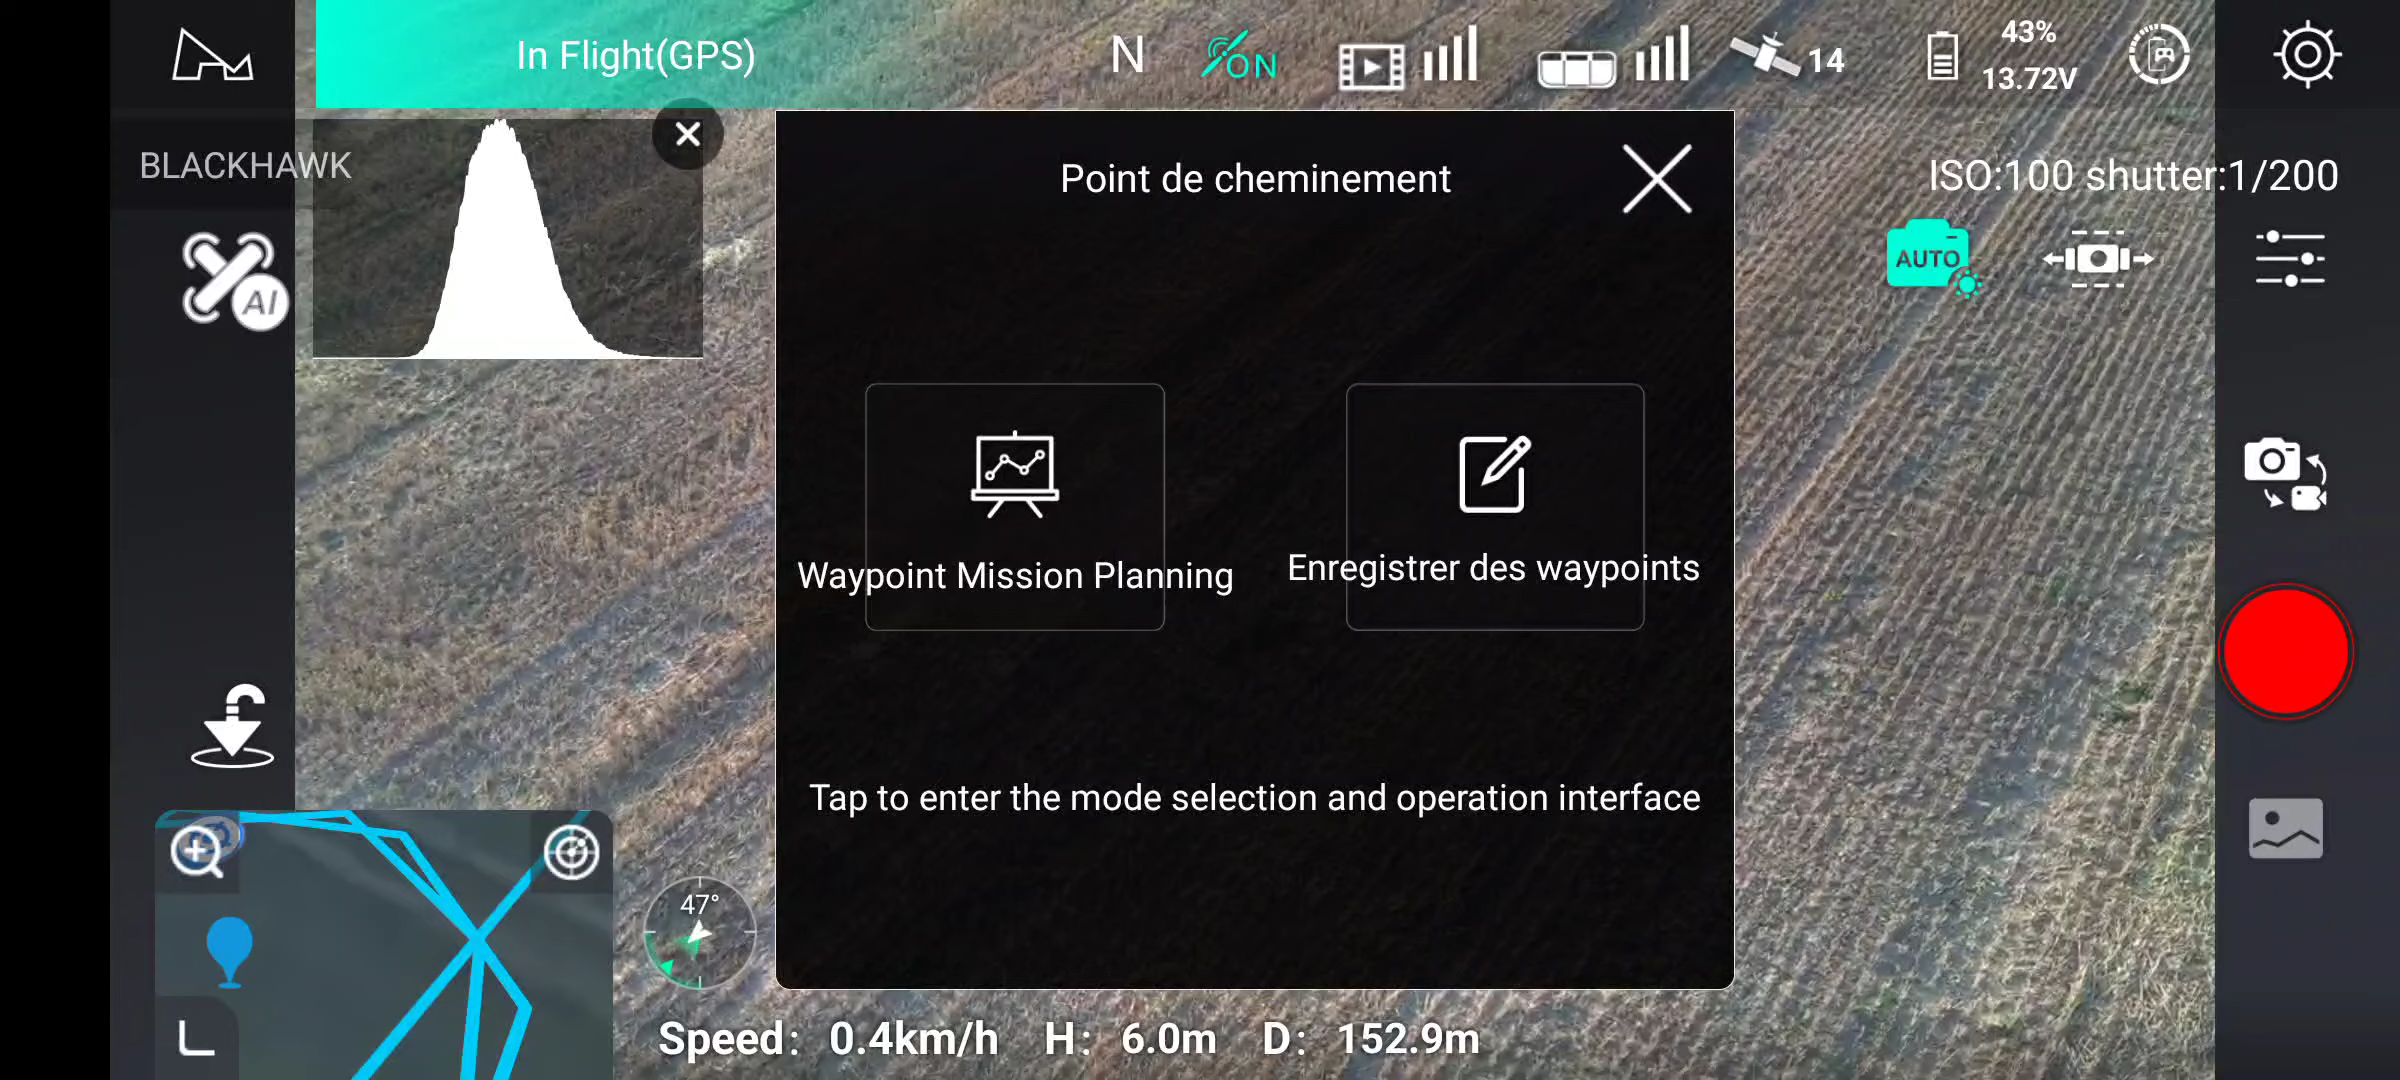 In Flight(GPS)
N
ON
14
43%
13.72V
BLACKHAWK
Point de cheminement
ISO:100 shutter:1/200
AUTO
AI
Waypoint Mission Planning
Enregistrer des waypoints
Tap to enter the mode selection and operation interface
47°
Speed: 0.4km/h H: 6.0m D: 152.9m